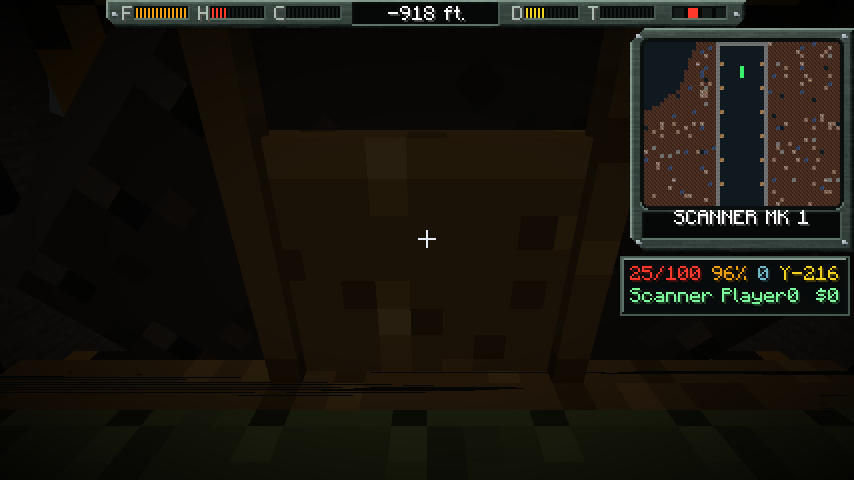 F H C -918 ft. D T
SCANNER MK 1
25/100 96% 0 Y-216
Scanner Player0 $0